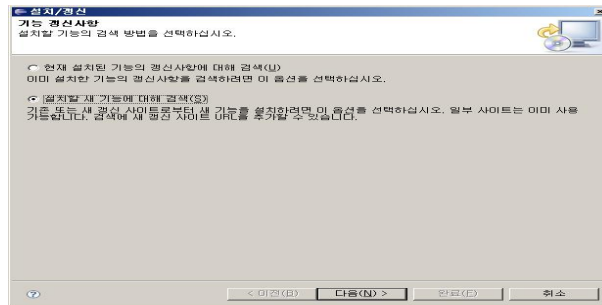 설치/갱신
기능 갱신사항
설치할 기능의 검색 방법을 선택하십시오.
현재 설치된 기능의 갱신사항에 대해 검색(U)
이미 설치한 기능의 갱신사항을 검색하려면 이 옵션을 선택하십시오.
설치할 새 기능에 대해 검색(S)
기존 또는 새 갱신 사이트로부터 새 기능을 설치하려면 이 옵션을 선택하십시오. 일부 사이트는 이미 사용
가능합니다. 검색에 새 갱신 사이트 URL을 추가할 수 있습니다.
< 이전(B) 다음(N) > 완료(F) 취소